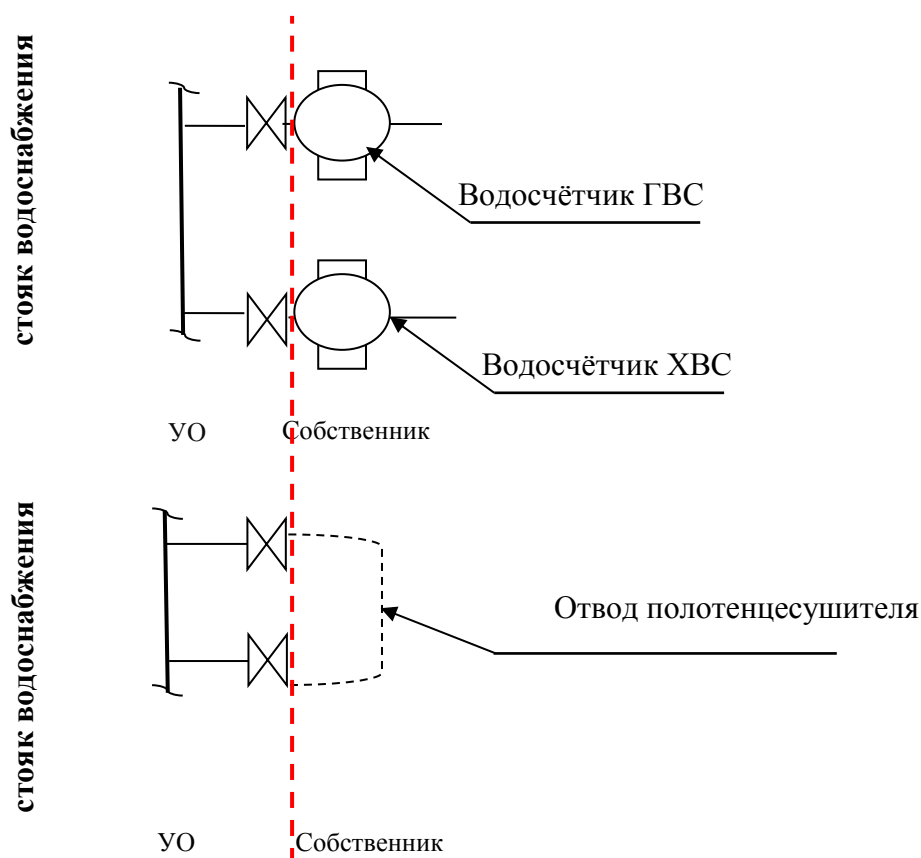 стояк водоснабжения
Водосчётчик ГВС
Водосчётчик ХВС
УО
Собственник
стояк водоснабжения
Отвод полотенцесушителя
УО
Собственник